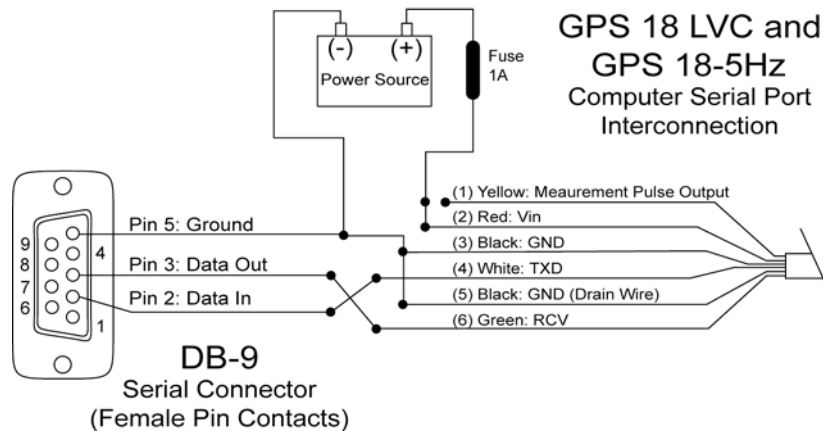 GPS 18 LVC and
GPS 18-5Hz
Computer Serial Port
Interconnection
(-) (+)
Power Source
Fuse
1A
(1) Yellow: Meaurement Pulse Output
(2) Red: Vin
(3) Black: GND
(4) White: TXD
(5) Black: GND (Drain Wire)
(6) Green: RCV
Pin 5: Ground
Pin 3: Data Out
Pin 2: Data In
9
8
7
6
4
1
DB-9
Serial Connector
(Female Pin Contacts)